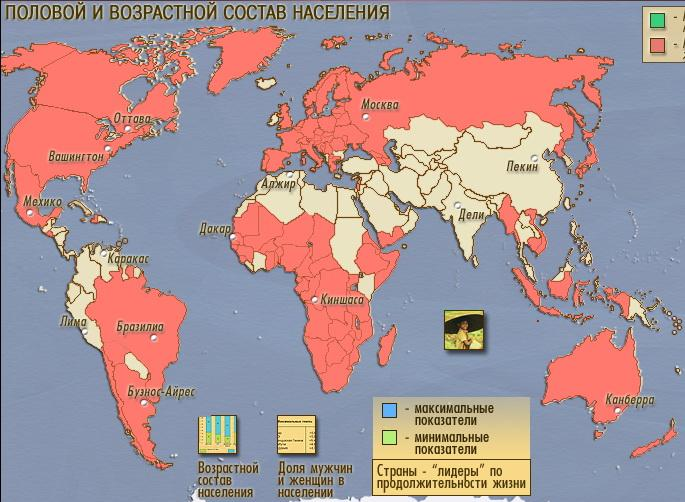 ПОЛОВОЙ И ВОЗРАСТНОЙ СОСТАВ НАСЕЛЕНИЯ
Москва
Оттава
Вашингтон
Пекин
Алжир
Мехико
Дели
Дакар
Каракас
Киншаса
Лима
Бразилиа
Буэнос-Айрес
Канберра
- максимальные
показатели
- минимальные
показатели
Возрастной
состав
населения
Доля мужчин
и женщин в
населении
Страны - "лидеры" по
продолжительности жизни